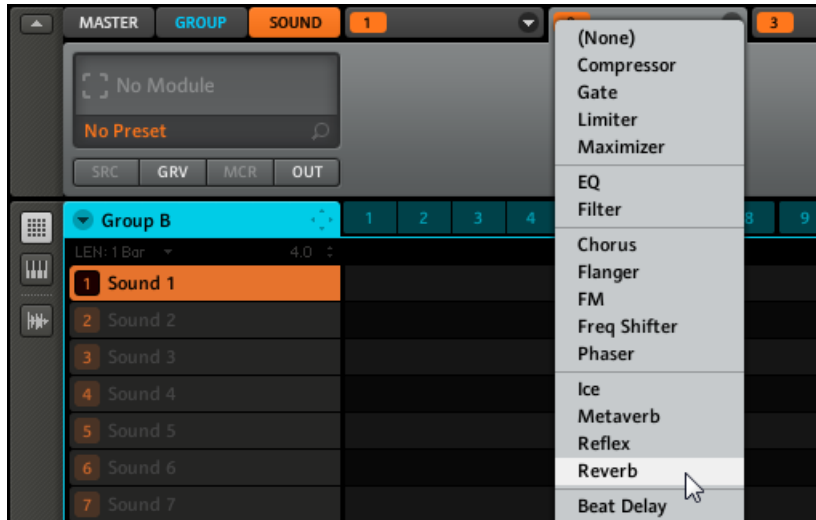 MASTER GROUP SOUND 1 3
No Module
No Preset
SRC GRV MCR OUT
Group B 1 2 3 4 8 9
LEN: 1 Bar 4.0
1 Sound 1
2 Sound 2
3 Sound 3
4 Sound 4
5 Sound 5
6 Sound 6
7 Sound 7
(None)
Compressor
Gate
Limiter
Maximizer
EQ
Filter
Chorus
Flanger
FM
Freq Shifter
Phaser
Ice
Metaverb
Reflex
Reverb
Beat Delay